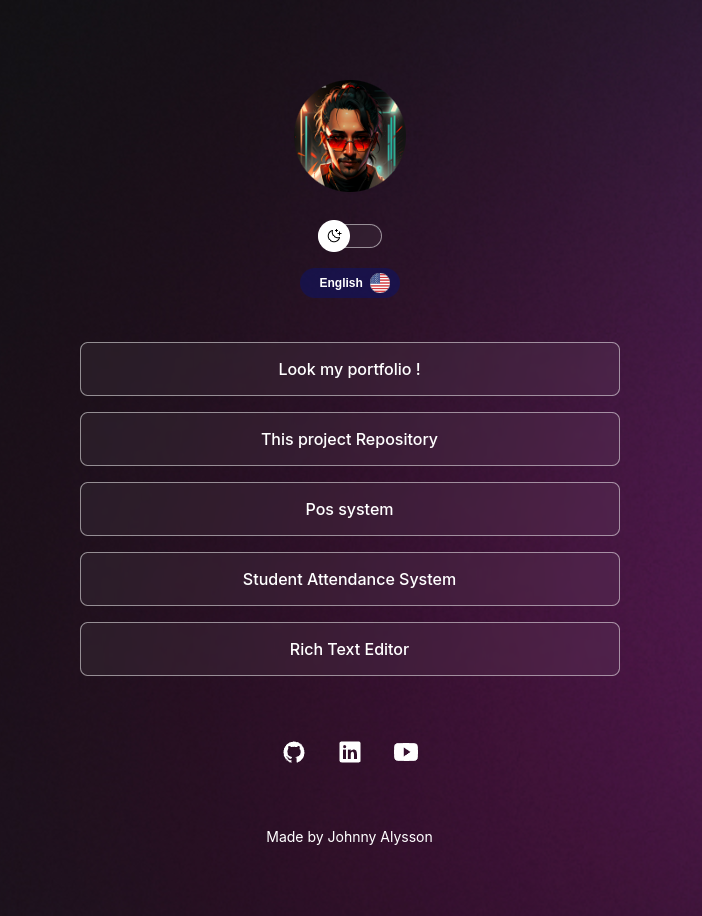 English
Look my portfolio !
This project Repository
Pos system
Student Attendance System
Rich Text Editor
in
Made by Johnny Alysson